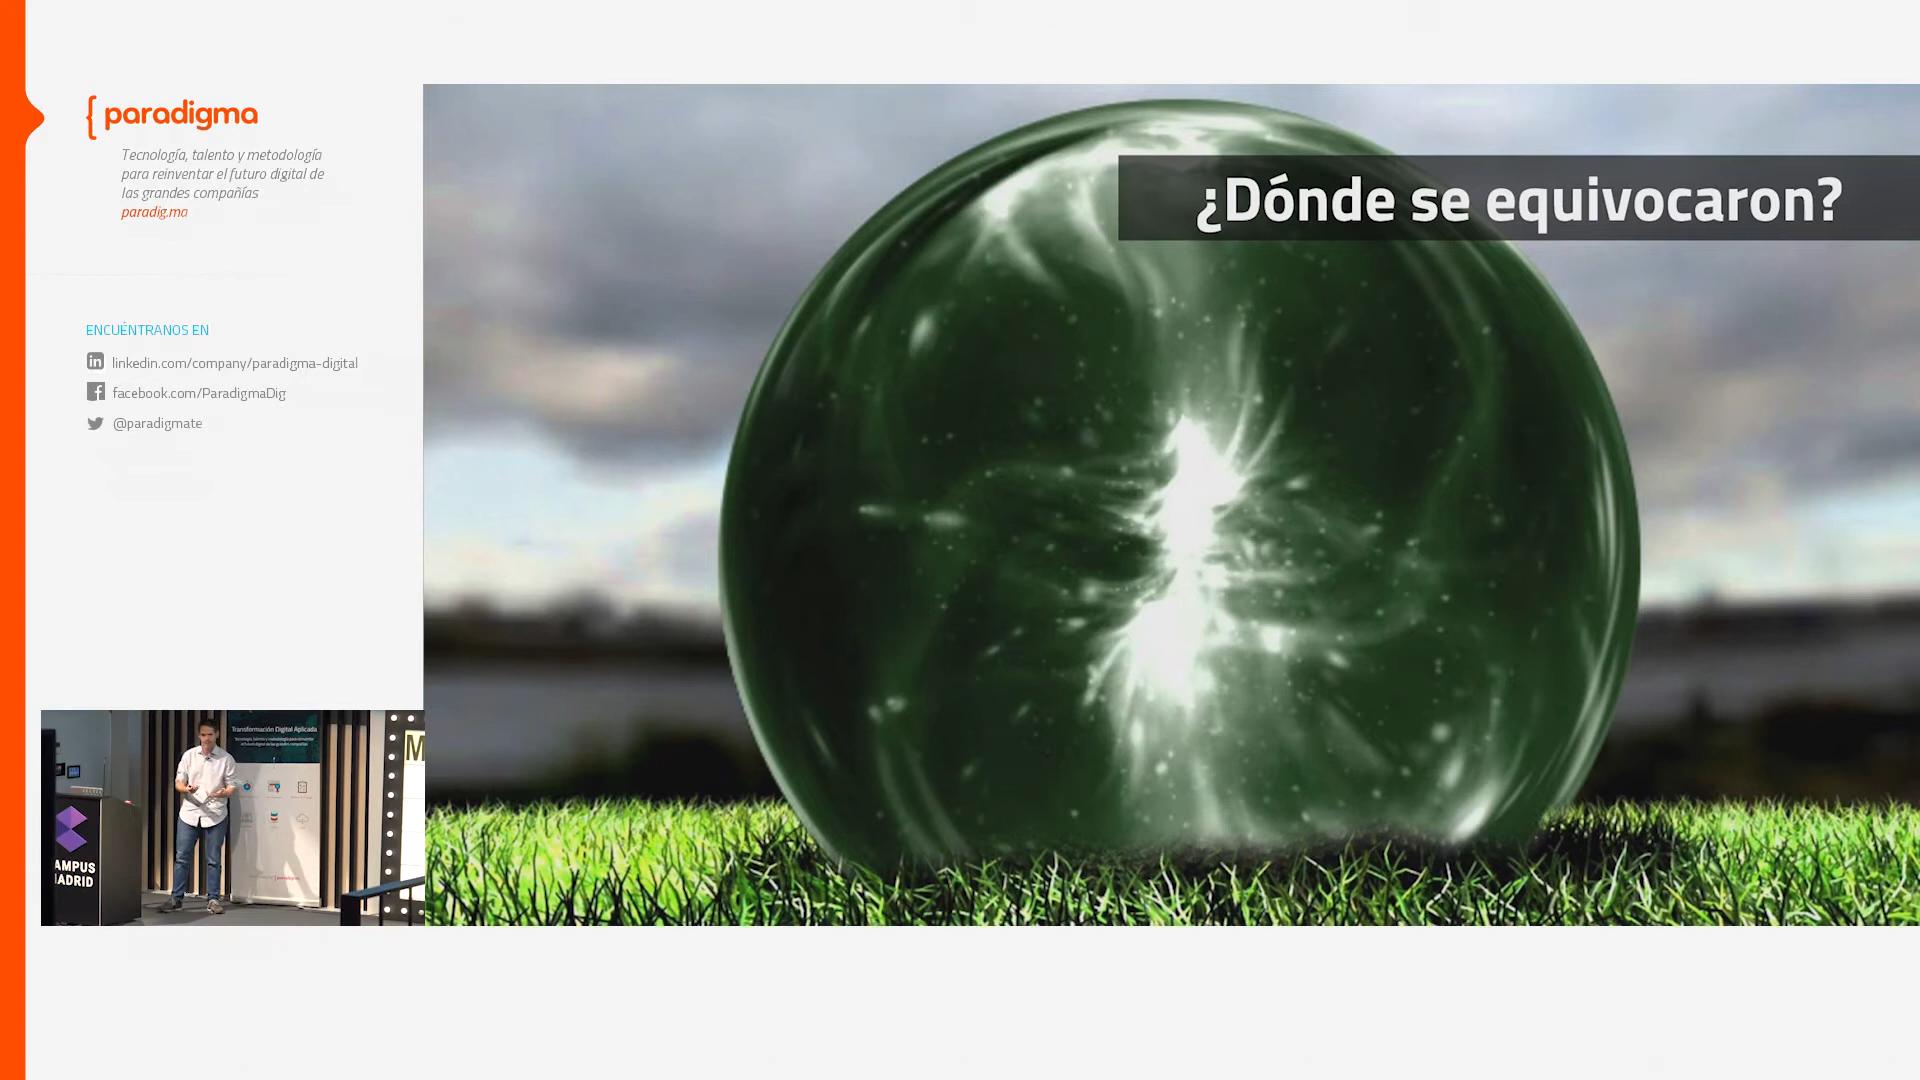 paradigma
Tecnología, talento y metodología
para reinventar el futuro digital de
las grandes compañías
paradig.ma
¿Dónde se equivocaron?
ENCUÉNTRANOS EN
linkedin.com/company/paradigma-digital
facebook.com/ParadigmaDig
@paradigmate
Transformación Digital Aplicada
M
AMPUS
MADRID